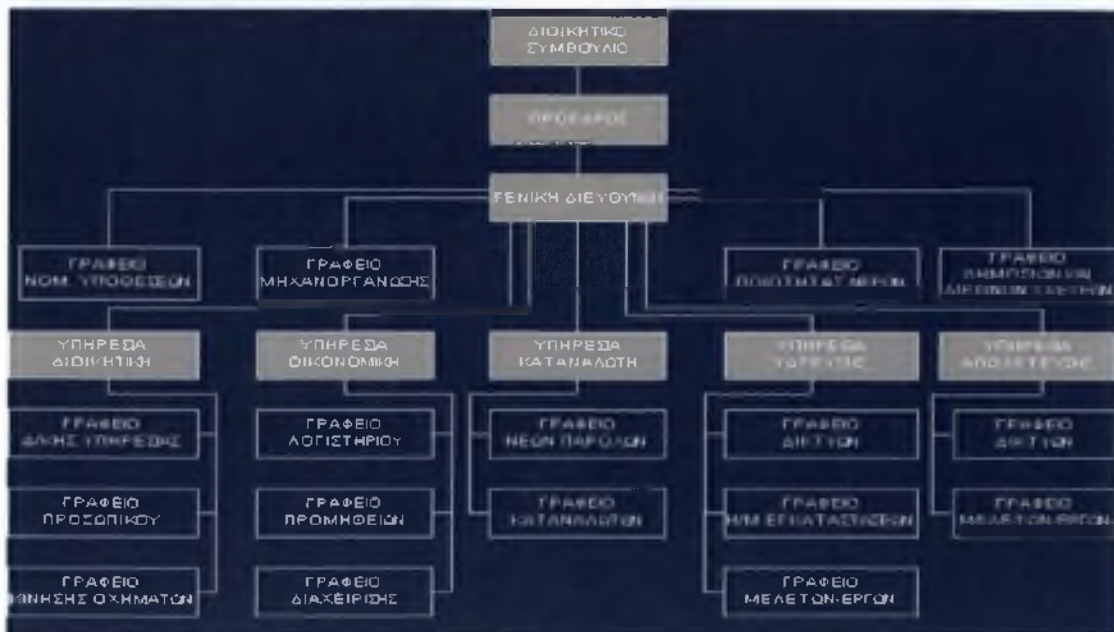 ΔΙΟΙΚΗΤΙΚΟ
ΣΥΜΒΟΥΛΙΟ
ΠΡΟΕΔΡΟΣ
ΓΕΝΙΚΗ ΔΙΕΥΘΥΝΣΗ
ΓΡΑΦΕΙΟ
ΝΟΜ. ΥΠΟΘΕΣΕΩΝ
ΓΡΑΦΕΙΟ
ΜΗΧΑΝΟΡΓΑΝΩΣΗΣ
ΓΡΑΦΕΙΟ
ΠΟΙΟΤΗΤΑΣ ΝΕΡΟΥ
ΓΡΑΦΕΙΟ
ΔΗΜΟΣΙΩΝ ΚΑΙ
ΔΙΕΘΝΩΝ ΣΧΕΣΕΩΝ
ΥΠΗΡΕΣΙΑ
ΔΙΟΙΚΗΤΙΚΗ
ΥΠΗΡΕΣΙΑ
ΟΙΚΟΝΟΜΙΚΗ
ΥΠΗΡΕΣΙΑ
ΚΑΤΑΝΑΛΩΤΗ
ΥΠΗΡΕΣΙΑ
ΥΔΡΕΥΣΗΣ
ΥΠΗΡΕΣΙΑ
ΑΠΟΧΕΤΕΥΣΗΣ
ΓΡΑΦΕΙΟ
ΔΛΚΗΣ ΥΠΗΡΕΣΙΑΣ
ΓΡΑΦΕΙΟ
ΛΟΓΙΣΤΗΡΙΟΥ
ΓΡΑΦΕΙΟ
ΝΕΩΝ ΠΑΡΟΧΩΝ
ΓΡΑΦΕΙΟ
ΔΙΚΤΥΩΝ
ΓΡΑΦΕΙΟ
ΔΙΚΤΥΩΝ
ΓΡΑΦΕΙΟ
ΠΡΟΣΩΠΙΚΟΥ
ΓΡΑΦΕΙΟ
ΠΡΟΜΗΘΕΙΩΝ
ΓΡΑΦΕΙΟ
ΚΑΤΑΝΑΛΩΤΩΝ
ΓΡΑΦΕΙΟ
Η/Μ ΕΓΚΑΤΑΣΤΑΣΕΩΝ
ΓΡΑΦΕΙΟ
ΜΕΛΕΤΩΝ-ΕΡΓΩΝ
ΓΡΑΦΕΙΟ
ΚΙΝΗΣΗΣ ΟΧΗΜΑΤΩΝ
ΓΡΑΦΕΙΟ
ΔΙΑΧΕΙΡΙΣΗΣ
ΓΡΑΦΕΙΟ
ΜΕΛΕΤΩΝ-ΕΡΓΩΝ